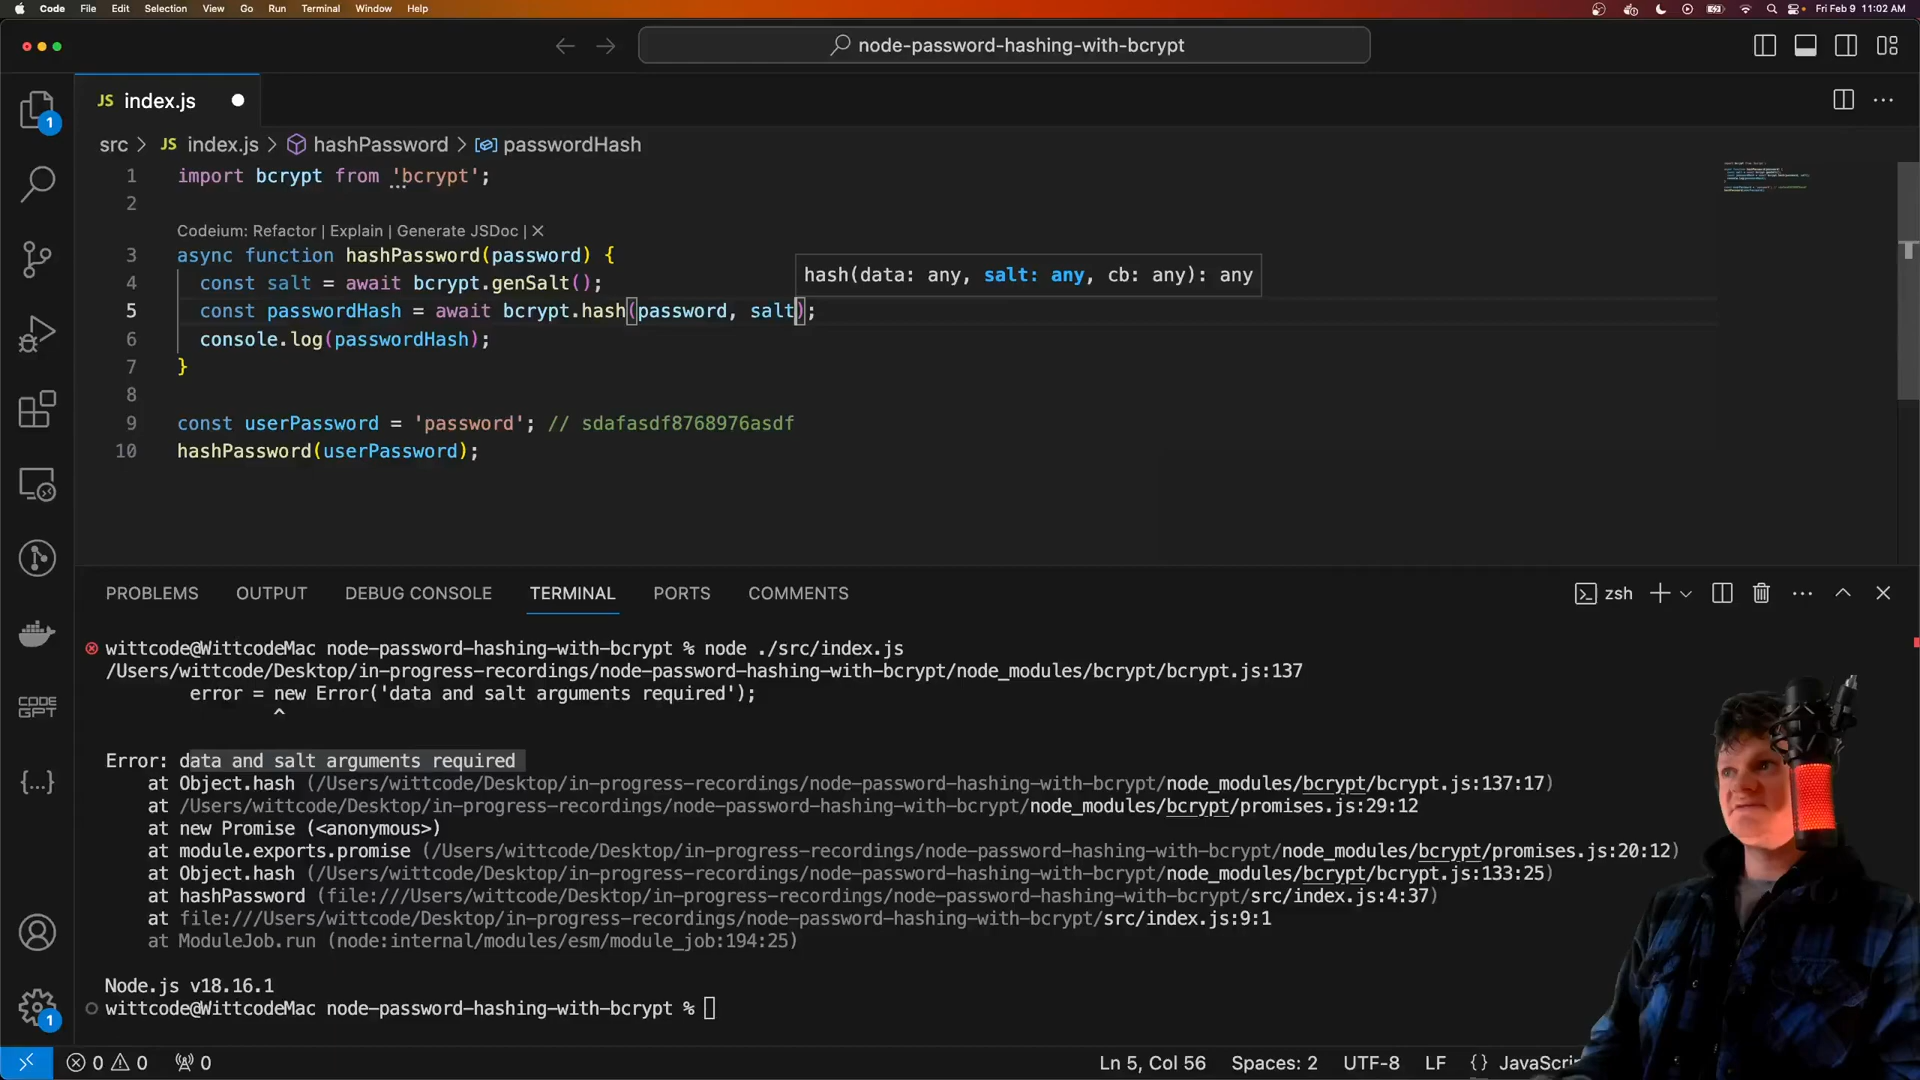 Code File Edit Selection View Go Run Terminal Window Help Fri Feb 9 11:02 AM
node-password-hashing-with-bcrypt
JS index.js
src > JS index.js > hashPassword > passwordHash
1 import bcrypt from 'bcrypt';
2
Codeium: Refactor | Explain | Generate JSDoc | X
3 async function hashPassword(password) {
hash(data: any, salt: any, cb: any): any
4 const salt = await bcrypt.genSalt();
5 const passwordHash = await bcrypt.hash(password, salt);
6 console.log(passwordHash);
7 }
8
9 const userPassword = 'password'; // sdafasdf8768976asdf
10 hashPassword(userPassword);
1
PROBLEMS OUTPUT DEBUG CONSOLE TERMINAL PORTS COMMENTS zsh
wittcode@WittcodeMac node-password-hashing-with-bcrypt % node ./src/index.js
/Users/wittcode/Desktop/in-progress-recordings/node-password-hashing-with-bcrypt/node_modules/bcrypt/bcrypt.js:137
error = new Error('data and salt arguments required');
^
Error: data and salt arguments required
at Object.hash (/Users/wittcode/Desktop/in-progress-recordings/node-password-hashing-with-bcrypt/node_modules/bcrypt/bcrypt.js:137:17)
at /Users/wittcode/Desktop/in-progress-recordings/node-password-hashing-with-bcrypt/node_modules/bcrypt/promises.js:29:12
at new Promise (<anonymous>)
at module.exports.promise (/Users/wittcode/Desktop/in-progress-recordings/node-password-hashing-with-bcrypt/node_modules/bcrypt/promises.js:20:12)
at Object.hash (/Users/wittcode/Desktop/in-progress-recordings/node-password-hashing-with-bcrypt/node_modules/bcrypt/bcrypt.js:133:25)
at hashPassword (file:///Users/wittcode/Desktop/in-progress-recordings/node-password-hashing-with-bcrypt/src/index.js:4:37)
at file:///Users/wittcode/Desktop/in-progress-recordings/node-password-hashing-with-bcrypt/src/index.js:9:1
at ModuleJob.run (node:internal/modules/esm/module_job:194:25)
Node.js v18.16.1
wittcode@WittcodeMac node-password-hashing-with-bcrypt %
CODE
GPT
{...}
1
0 0 0 Ln 5, Col 56 Spaces: 2 UTF-8 LF {} JavaScri